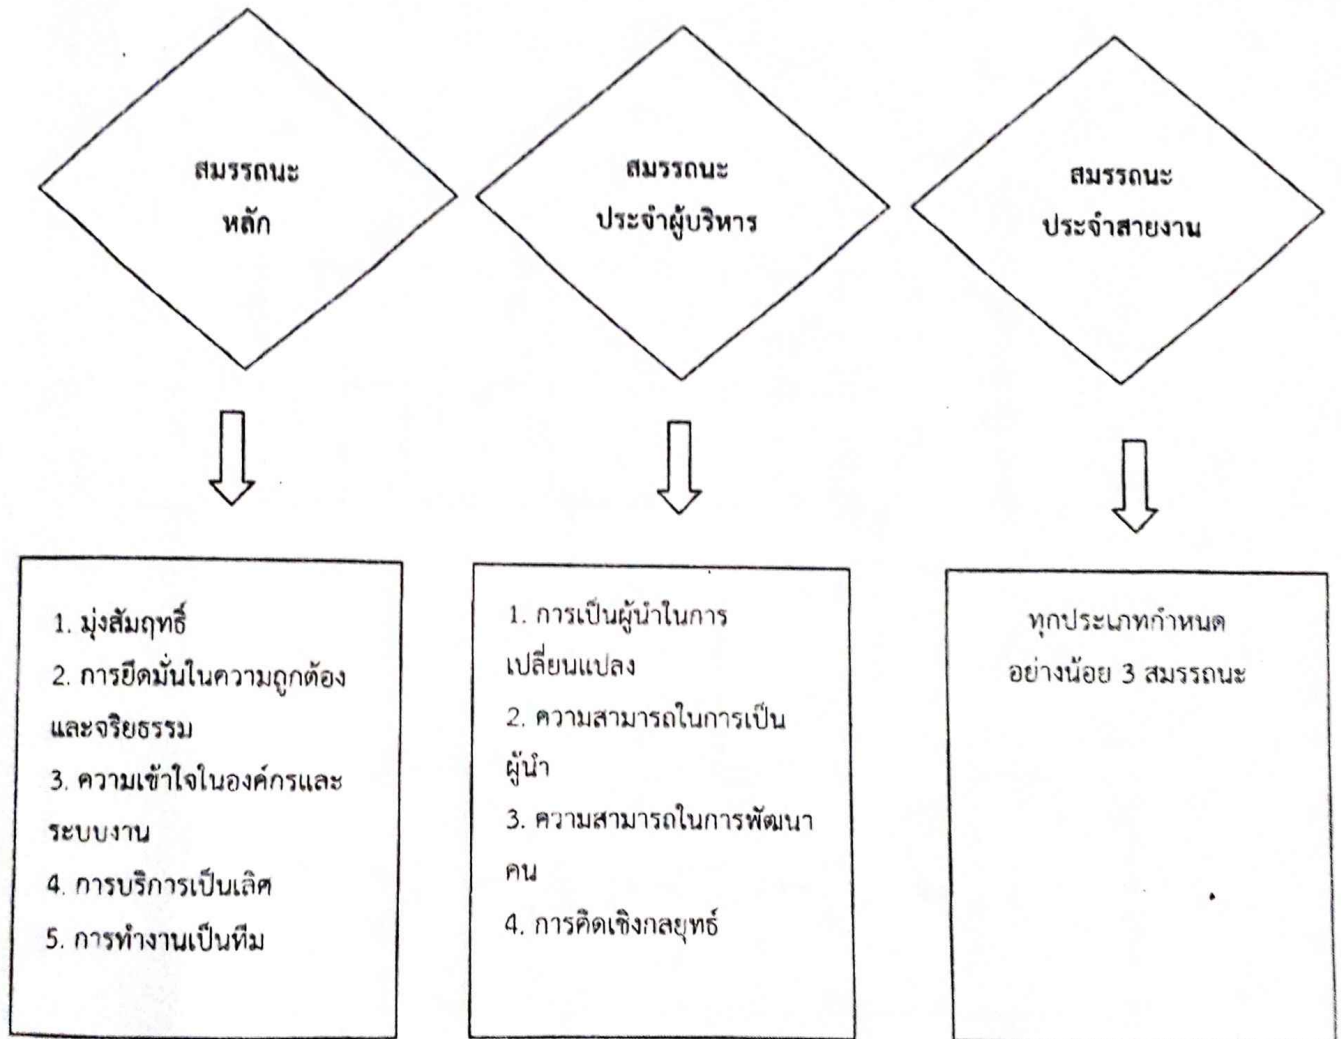 สมรรถนะ
หลัก
สมรรถนะ
ประจำผู้บริหาร
สมรรถนะ
ประจำสายงาน
1. มุ่งสัมฤทธิ์
2. การยึดมั่นในความถูกต้อง
และจริยธรรม
3. ความเข้าใจในองค์กรและ
ระบบงาน
4. การบริการเป็นเลิศ
5. การทำงานเป็นทีม
1. การเป็นผู้นำในการ
เปลี่ยนแปลง
2. ความสามารถในการเป็น
ผู้นำ
3. ความสามารถในการพัฒนา
คน
4. การคิดเชิงกลยุทธ์
ทุกประเภทกำหนด
อย่างน้อย 3 สมรรถนะ